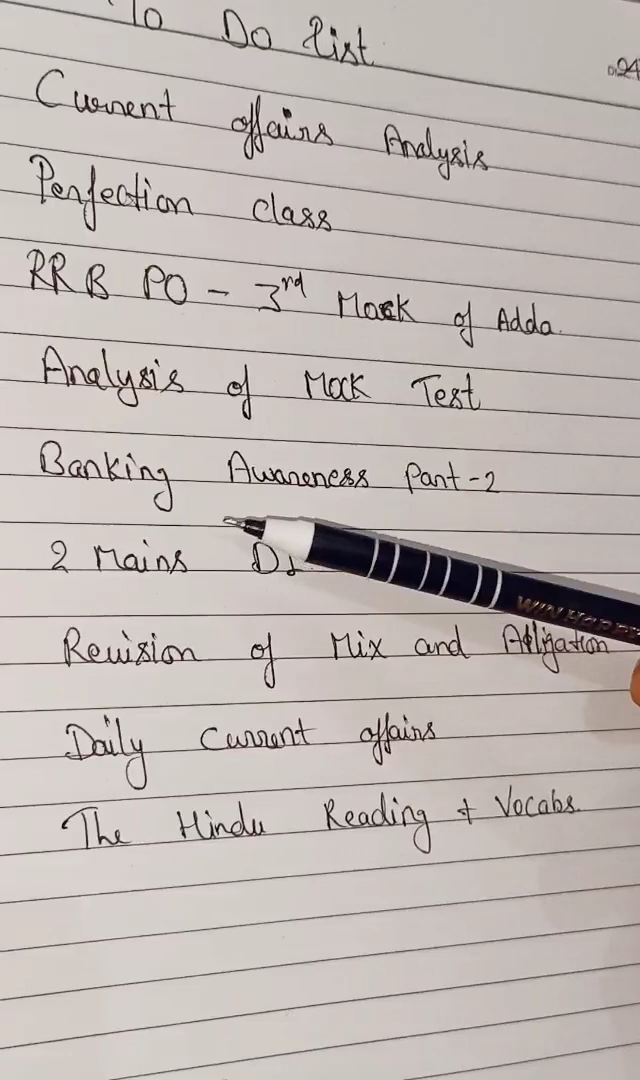 To Do list
Current affairs Analysis
Perfection class
RRB PO - 3rd Mock of Adda.
Analysis of Mock Test
Banking Awareness Part-2
2 Mains DI
Revision of Mix and Alligation
Daily Current affairs
The Hindu Reading + Vocabs.